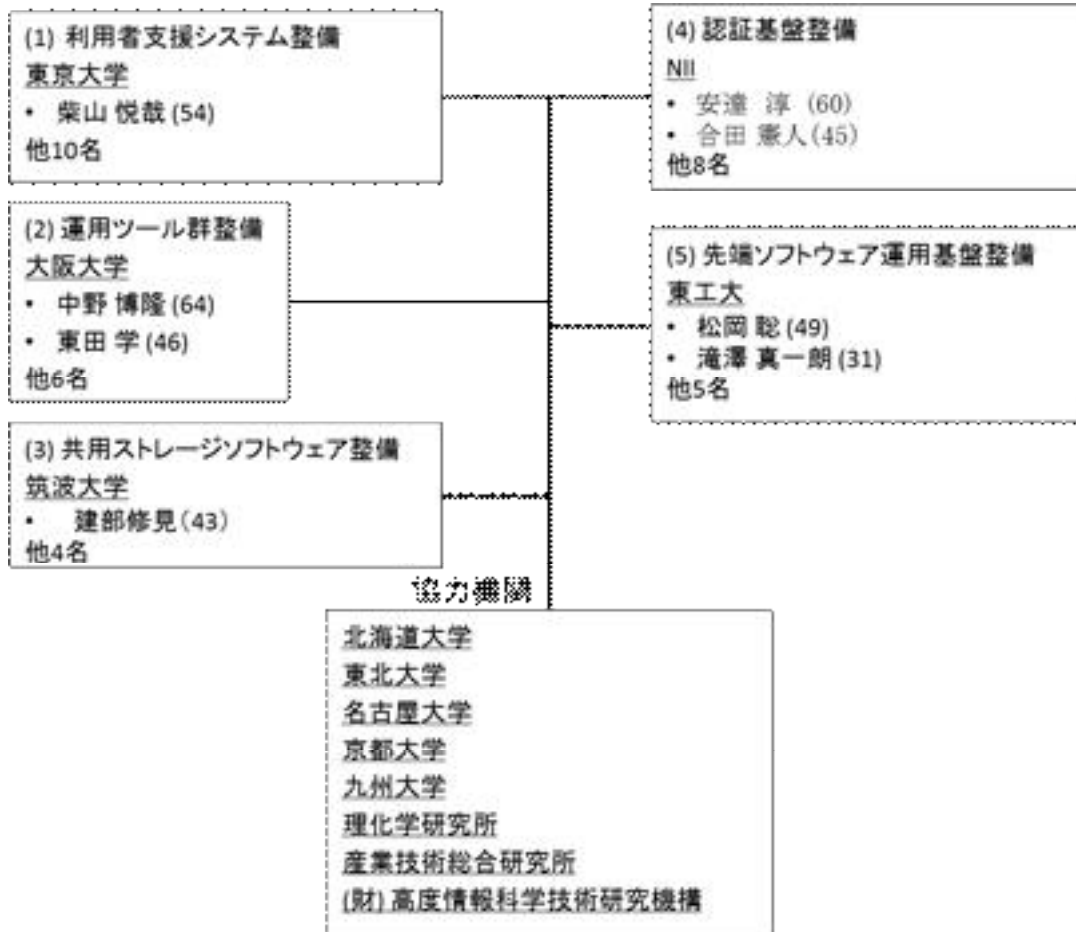 (1) 利用者支援システム整備
東京大学
• 柴山 悦哉 (54)
他10名
(2) 運用ツール群整備
大阪大学
• 中野 博隆 (64)
• 東田 学 (46)
他6名
(3) 共用ストレージソフトウェア整備
筑波大学
• 建部修見(43)
他4名
(4) 認証基盤整備
NII
• 安達 淳 (60)
• 合田 憲人(45)
他8名
(5) 先端ソフトウェア運用基盤整備
東工大
• 松岡 聡 (49)
• 滝澤 真一朗 (31)
他5名
協力機関
北海道大学
東北大学
名古屋大学
京都大学
九州大学
理化学研究所
産業技術総合研究所
(財) 高度情報科学技術研究機構